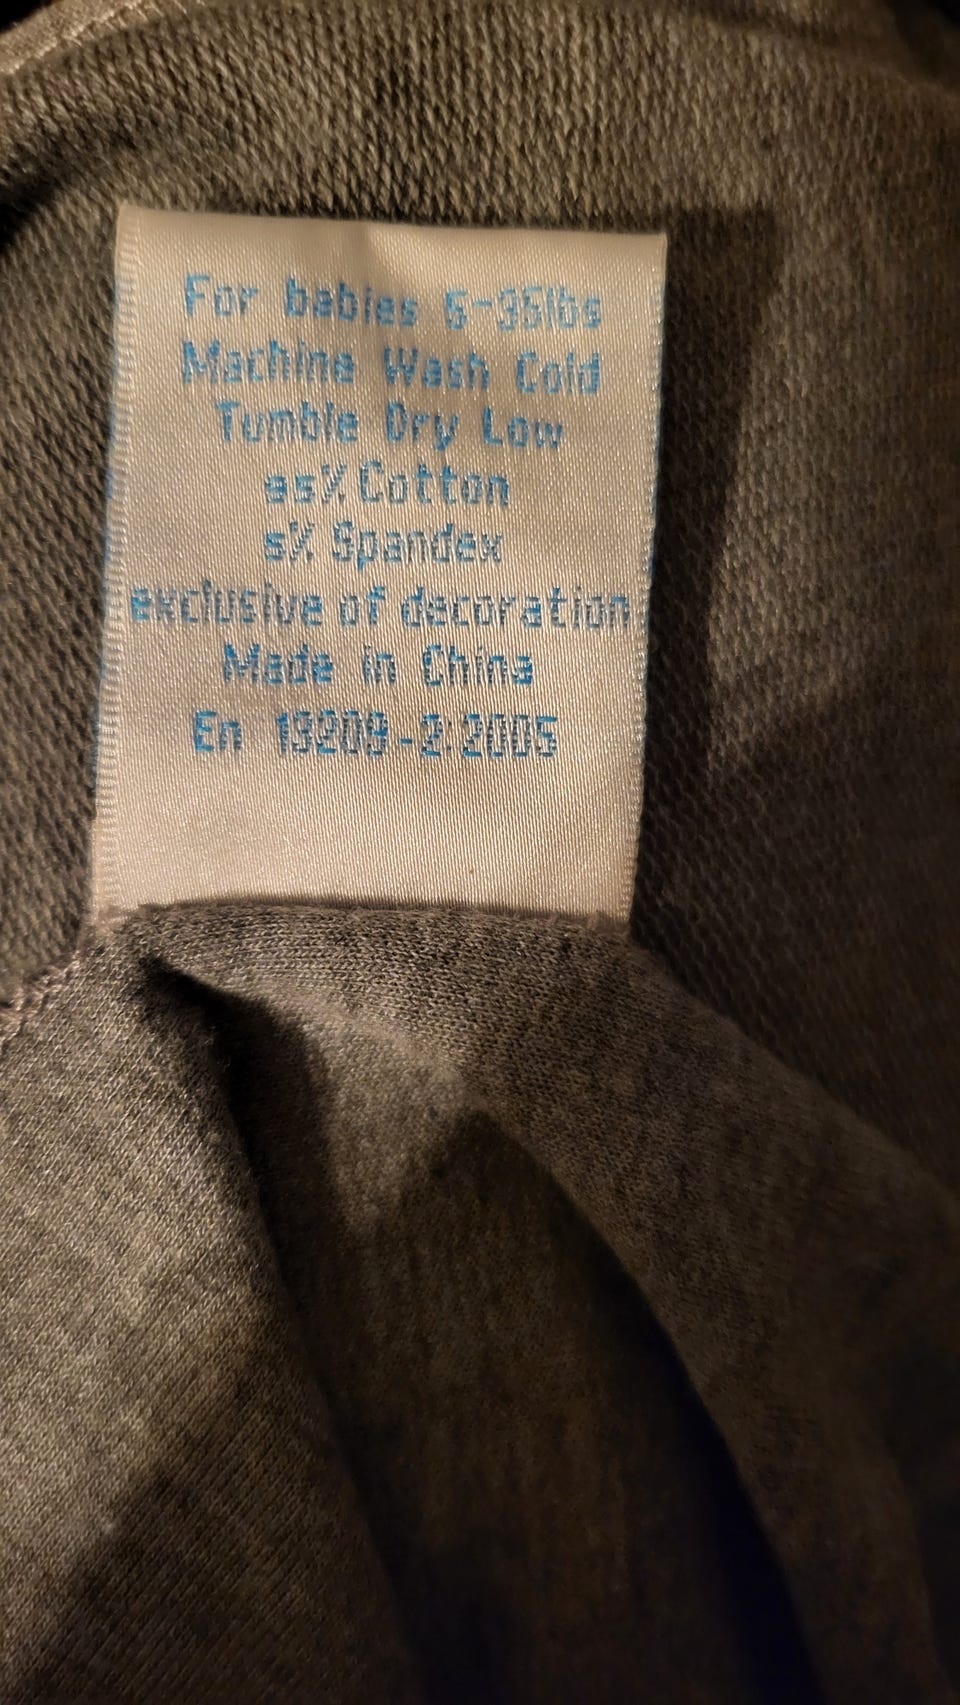 For babies 5-35lbs
Machine Wash Cold
Tumble Dry Low
95% Cotton
5% Spandex
exclusive of decoration
Made in China
En 13209-2:2005